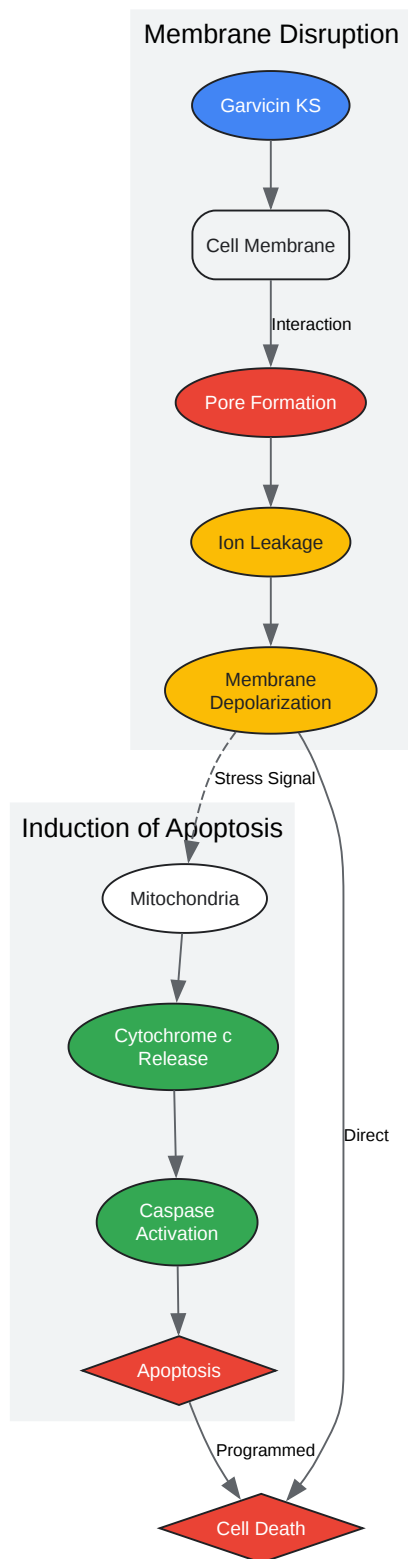 Membrane Disruption
Garvicin KS
Cell Membrane
Interaction
Pore Formation
Ion Leakage
Membrane
Depolarization
Stress Signal
Induction of Apoptosis
Mitochondria
Cytochrome c
Release
Direct
Caspase
Activation
Apoptosis
Programmed
Cell Death